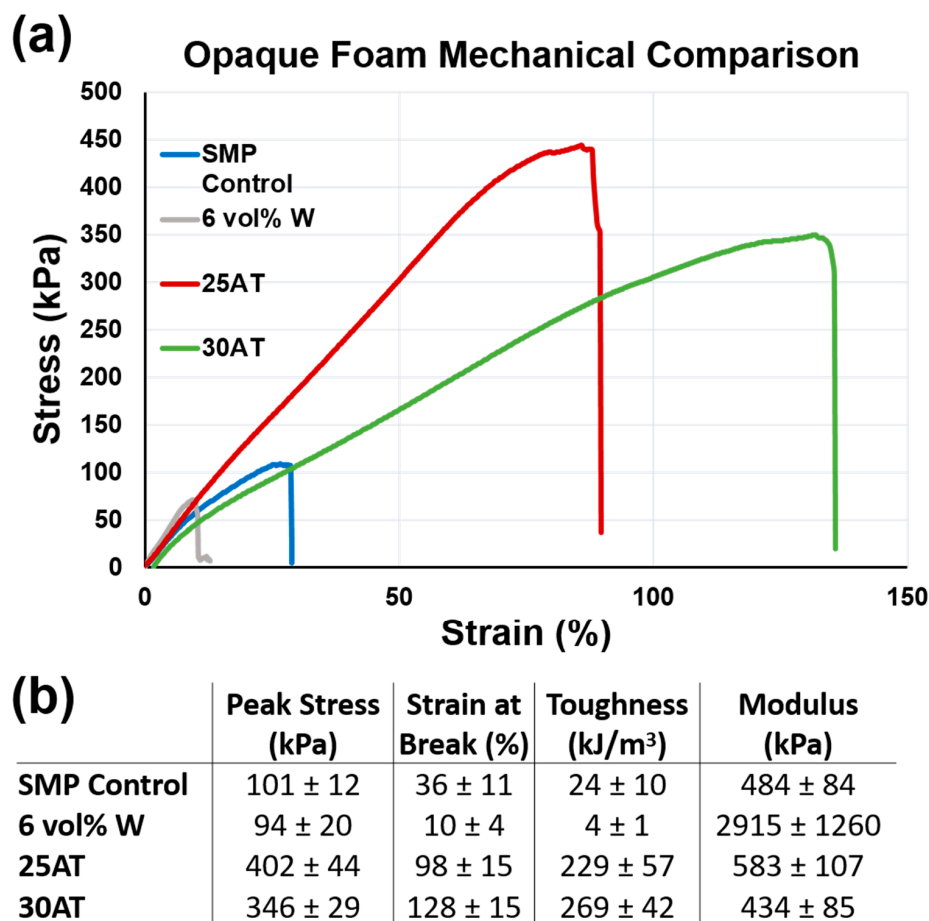 (a)
Opaque Foam Mechanical Comparison
500
450
400
350
300
250
200
150
100
50
0
Stress (kPa)
SMP
Control
6 vol% W
25AT
30AT
0 50 100 150
Strain (%)
(b)
Peak Stress Strain at Toughness Modulus
(kPa) Break (%) (kJ/m³) (kPa)
SMP Control 101 ± 12 36 ± 11 24 ± 10 484 ± 84
6 vol% W 94 ± 20 10 ± 4 4 ± 1 2915 ± 1260
25AT 402 ± 44 98 ± 15 229 ± 57 583 ± 107
30AT 346 ± 29 128 ± 15 269 ± 42 434 ± 85